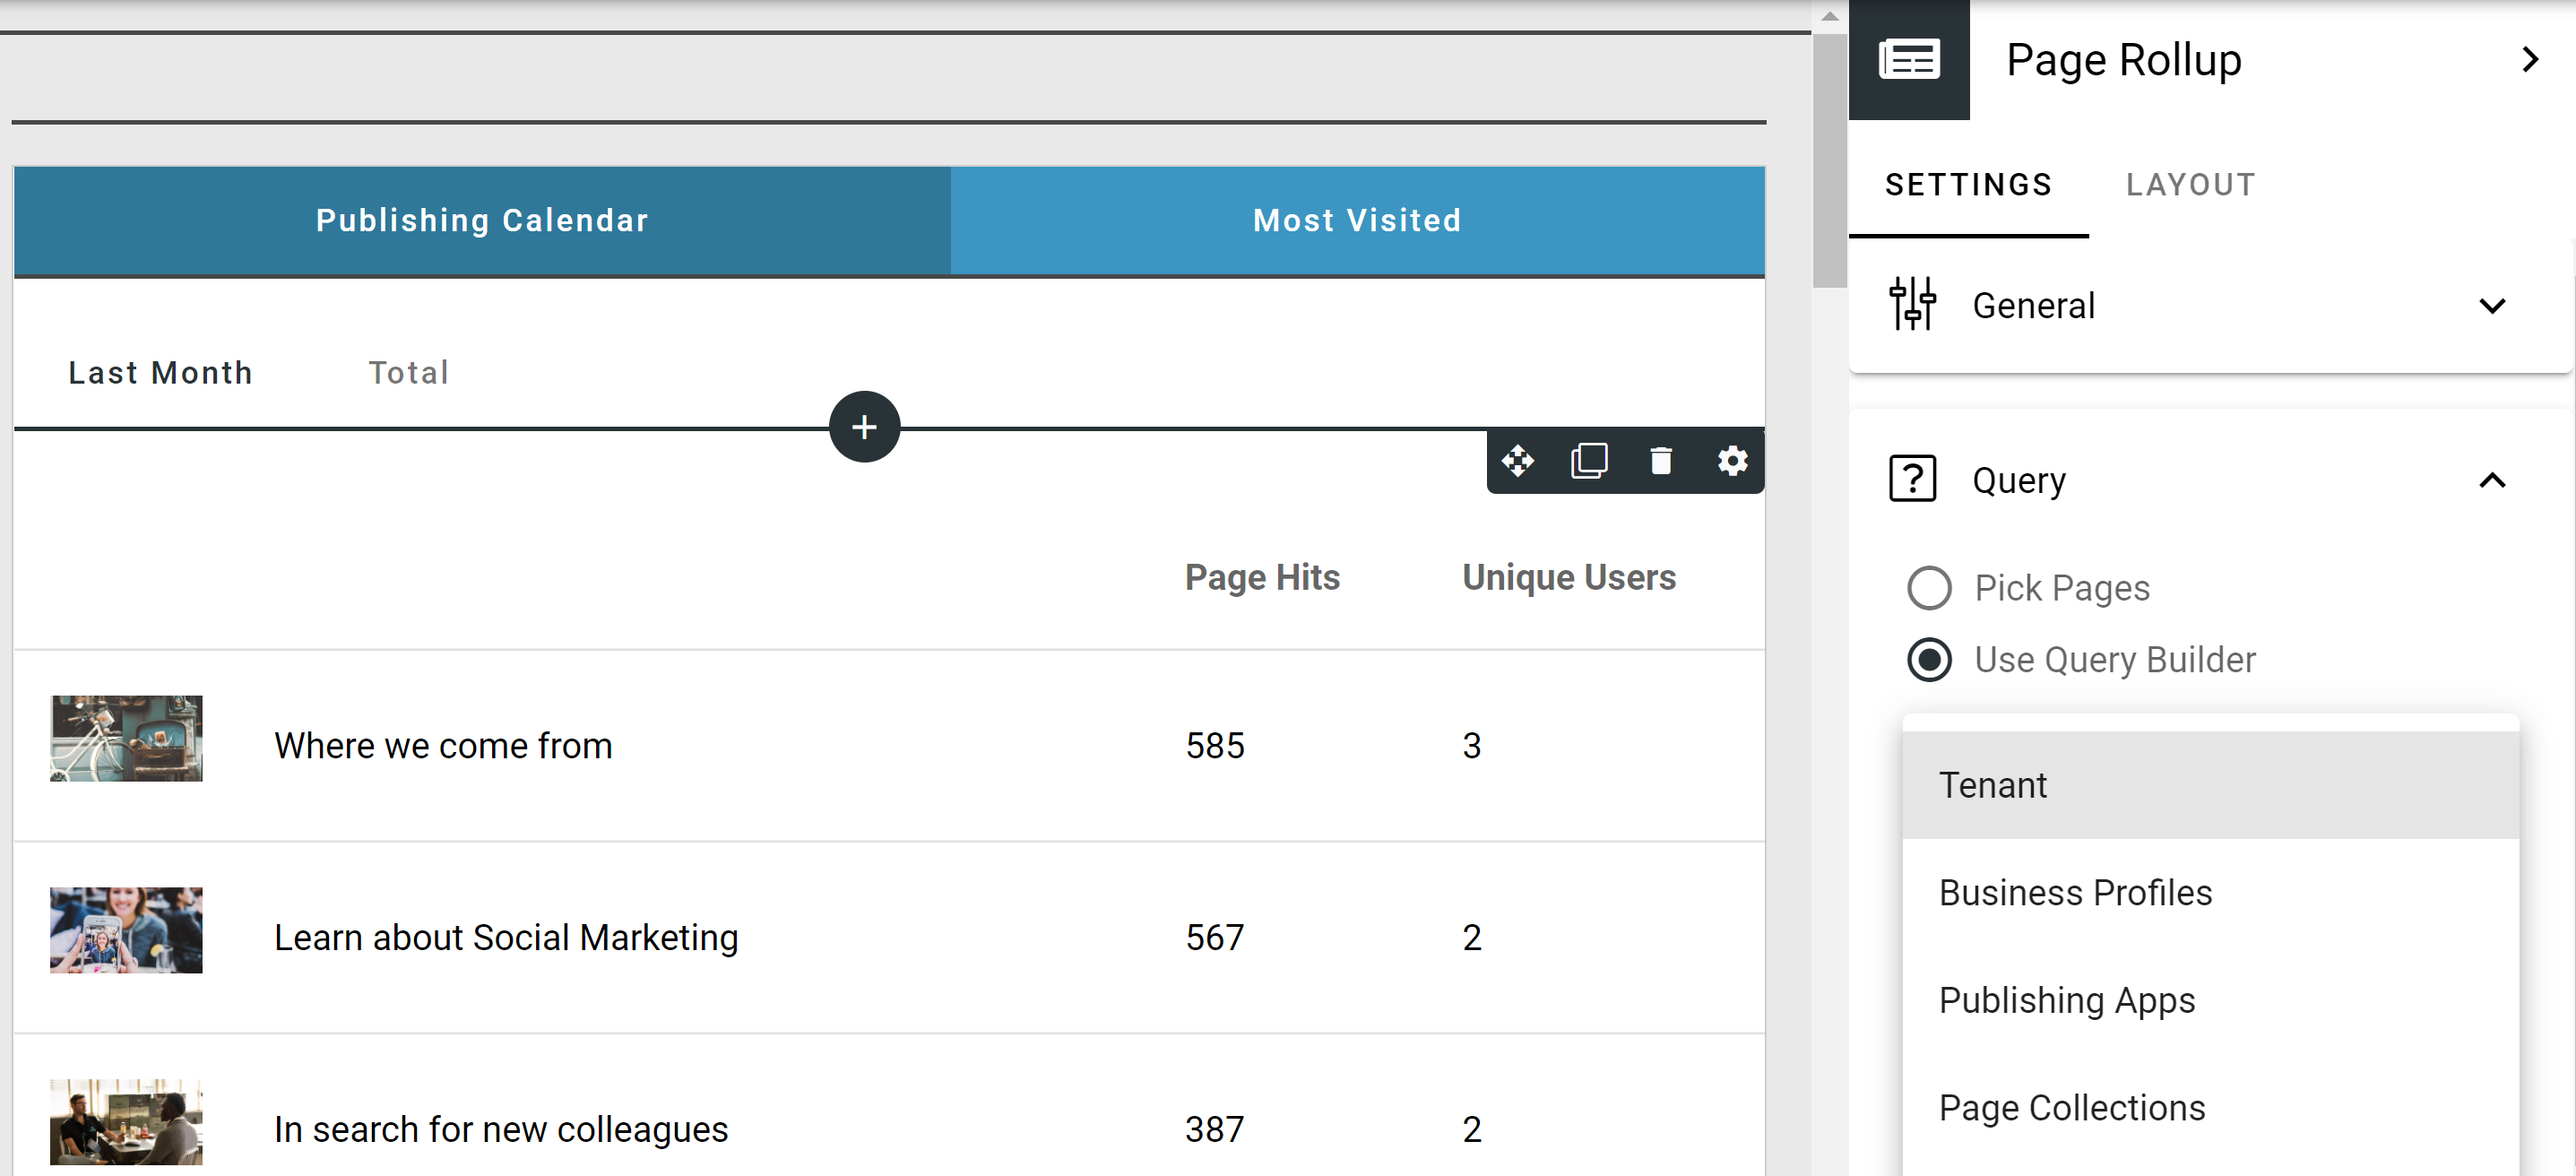 Publishing Calendar
Most Visited
Last Month
Total
Page Hits
Unique Users
Where we come from
585
3
Learn about Social Marketing
567
2
In search for new colleagues
387
2
Page Rollup
SETTINGS
LAYOUT
General
Query
Pick Pages
Use Query Builder
Tenant
Business Profiles
Publishing Apps
Page Collections